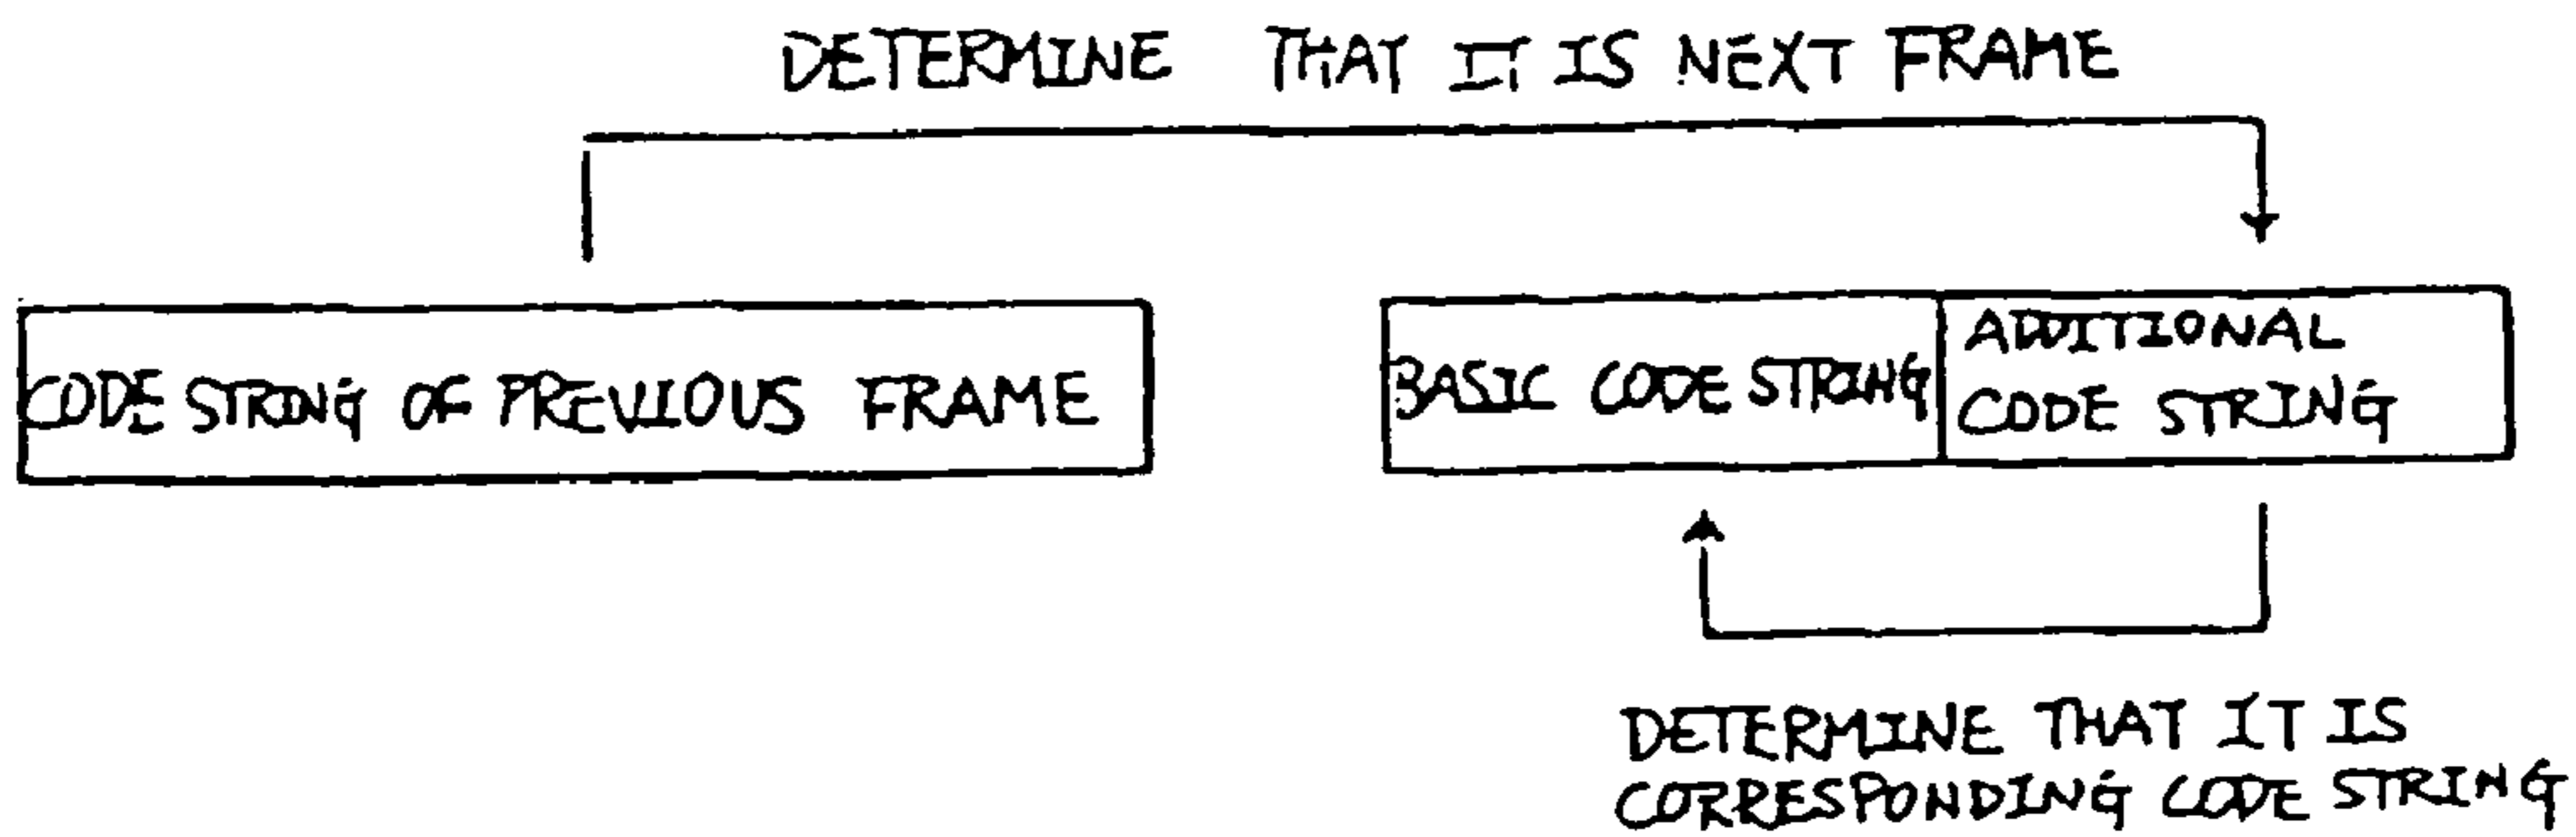 DETERMINE THAT IT IS NEXT FRAME
CODE STRING OF PREVIOUS FRAME
BASIC CODE STRING
ADDITIONAL
CODE STRING
DETERMINE THAT IT IS
CORRESPONDING CODE STRING